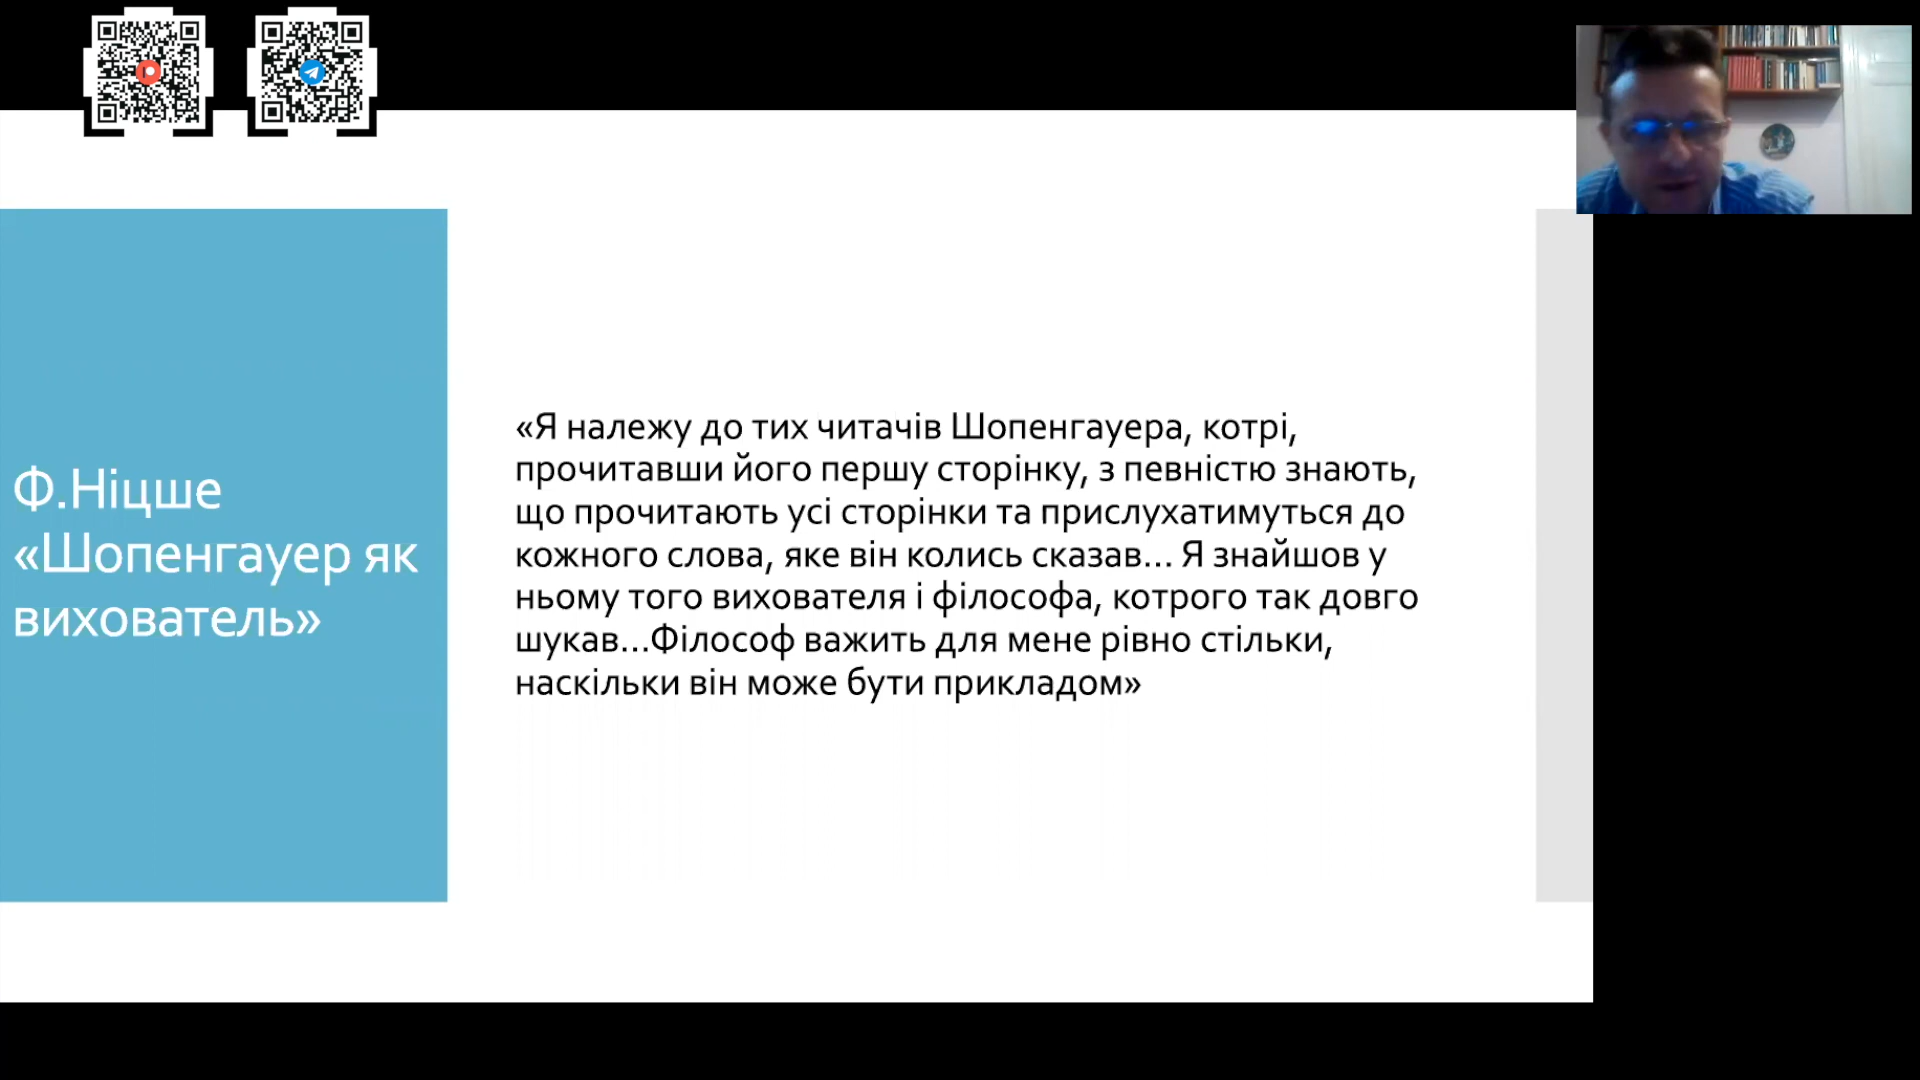 Ф.Ніцше
«Шопенгауер як
вихователь»
«Я належу до тих читачів Шопенгауера, котрі,
прочитавши його першу сторінку, з певністю знають,
що прочитають усі сторінки та прислухатимуться до
кожного слова, яке він колись сказав... Я знайшов у
ньому того вихователя і філософа, котрого так довго
шукав...Філософ важить для мене рівно стільки,
наскільки він може бути прикладом»